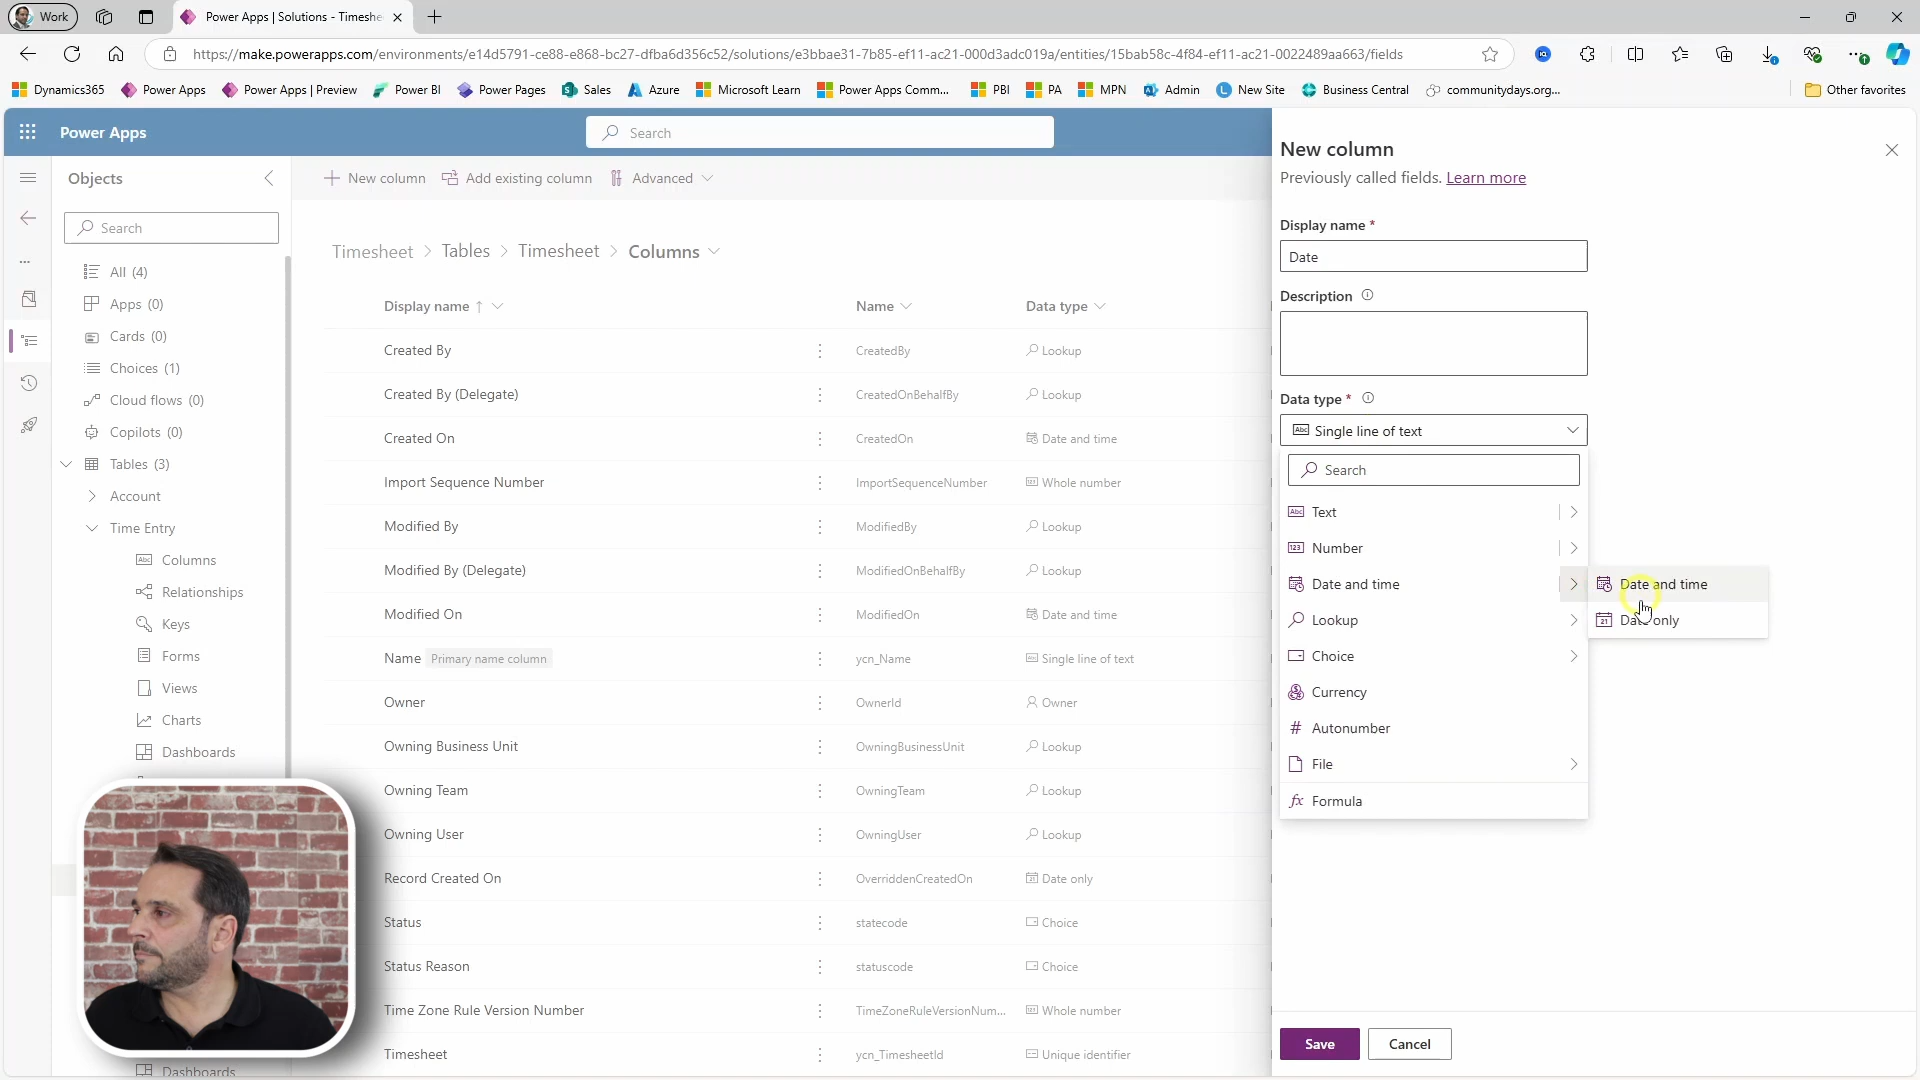 Work
Power Apps | Solutions - Timeshe
https://make.powerapps.com/environments/e14d5791-ce88-e868-bc27-dfba6d356c52/solutions/e3bbae31-7b85-ef11-ac21-000d3adc019a/entities/15bab58c-4f84-ef11-ac21-0022489aa663/fields
Dynamics365 Power Apps Power Apps | Preview Power BI Power Pages Sales Azure Microsoft Learn Power Apps Comm... PBI PA MPN Admin New Site Business Central communitydays.org... Other favorites
Power Apps
Search
Objects
Search
All (4)
Apps (0)
Cards (0)
Choices (1)
Cloud flows (0)
Copilots (0)
Tables (3)
Account
Time Entry
Columns
Relationships
Keys
Forms
Views
Charts
Dashboards
Dashboards
New column Add existing column Advanced
Timesheet > Tables > Timesheet > Columns
Display name ↑ Name Data type
Created By CreatedBy Lookup
Created By (Delegate) CreatedOnBehalfBy Lookup
Created On CreatedOn Date and time
Import Sequence Number ImportSequenceNumber Whole number
Modified By ModifiedBy Lookup
Modified By (Delegate) ModifiedOnBehalfBy Lookup
Modified On ModifiedOn Date and time
Name Primary name column ycn_Name Single line of text
Owner OwnerId Owner
Owning Business Unit OwningBusinessUnit Lookup
Owning Team OwningTeam Lookup
Owning User OwningUser Lookup
Record Created On OverriddenCreatedOn Date only
Status statecode Choice
Status Reason statuscode Choice
Time Zone Rule Version Number TimeZoneRuleVersionNum... Whole number
Timesheet ycn_TimesheetId Unique identifier
New column
Previously called fields. Learn more
Display name *
Date
Description
Data type *
Abc Single line of text
Search
Abc Text
123 Number
Date and time
Lookup
Choice
Currency
# Autonumber
File
fx Formula
Date and time
21 Date only
Save Cancel